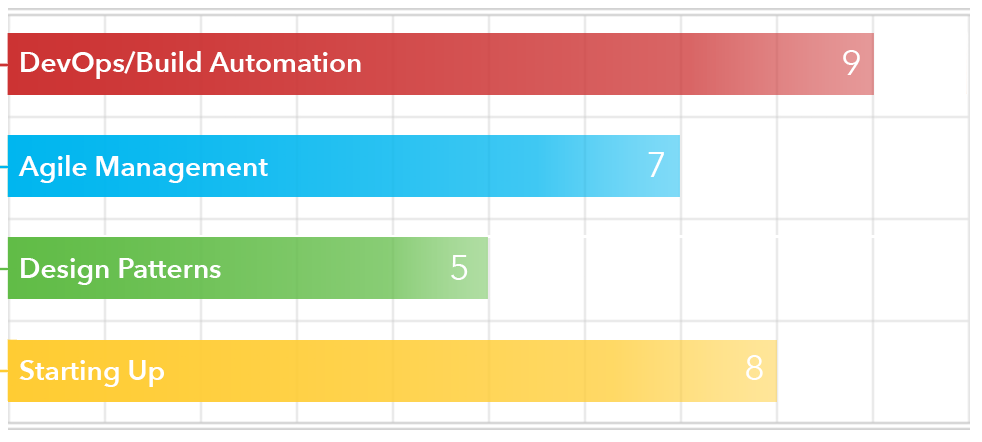 DevOps/Build Automation 9
Agile Management 7
Design Patterns 5
Starting Up 8